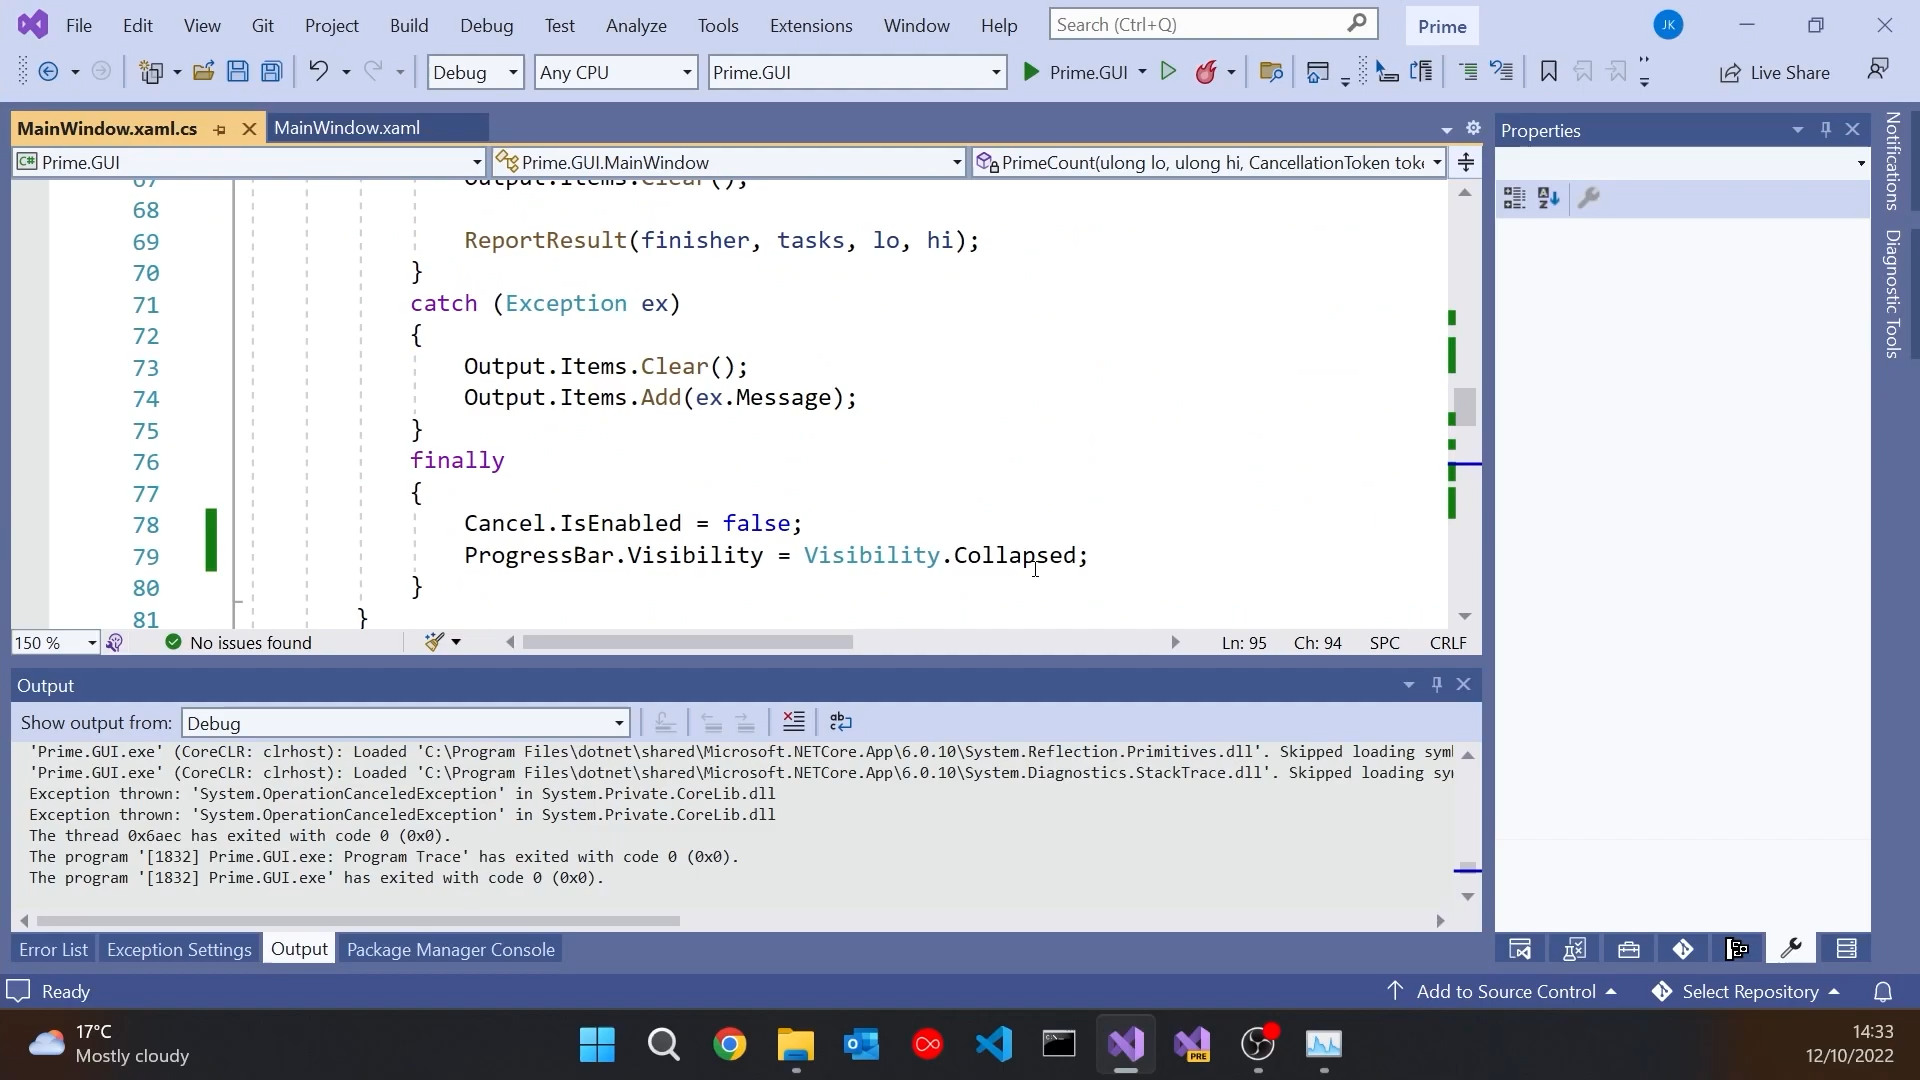 File Edit View Git Project Build Debug Test Analyze Tools Extensions Window Help Search (Ctrl+Q) Prime JK
Debug Any CPU Prime.GUI Prime.GUI Live Share
MainWindow.xaml.cs MainWindow.xaml
Prime.GUI Prime.GUI.MainWindow PrimeCount(ulong lo, ulong hi, CancellationToken toke
67 Output.Items.Clear();
68
69 ReportResult(finisher, tasks, lo, hi);
70 }
71 catch (Exception ex)
72 {
73 Output.Items.Clear();
74 Output.Items.Add(ex.Message);
75 }
76 finally
77 {
78 Cancel.IsEnabled = false;
79 ProgressBar.Visibility = Visibility.Collapsed;
80 }
81 }
150 % No issues found Ln: 95 Ch: 94 SPC CRLF
Output
Show output from: Debug
'Prime.GUI.exe' (CoreCLR: clrhost): Loaded 'C:\Program Files\dotnet\shared\Microsoft.NETCore.App\6.0.10\System.Reflection.Primitives.dll'. Skipped loading symb
'Prime.GUI.exe' (CoreCLR: clrhost): Loaded 'C:\Program Files\dotnet\shared\Microsoft.NETCore.App\6.0.10\System.Diagnostics.StackTrace.dll'. Skipped loading sym
Exception thrown: 'System.OperationCanceledException' in System.Private.CoreLib.dll
Exception thrown: 'System.OperationCanceledException' in System.Private.CoreLib.dll
The thread 0x6aec has exited with code 0 (0x0).
The program '[1832] Prime.GUI.exe: Program Trace' has exited with code 0 (0x0).
The program '[1832] Prime.GUI.exe' has exited with code 0 (0x0).
Error List Exception Settings Output Package Manager Console
Properties
Notifications
Diagnostic Tools
Ready Add to Source Control Select Repository
17°C
Mostly cloudy
PRE
14:33
12/10/2022